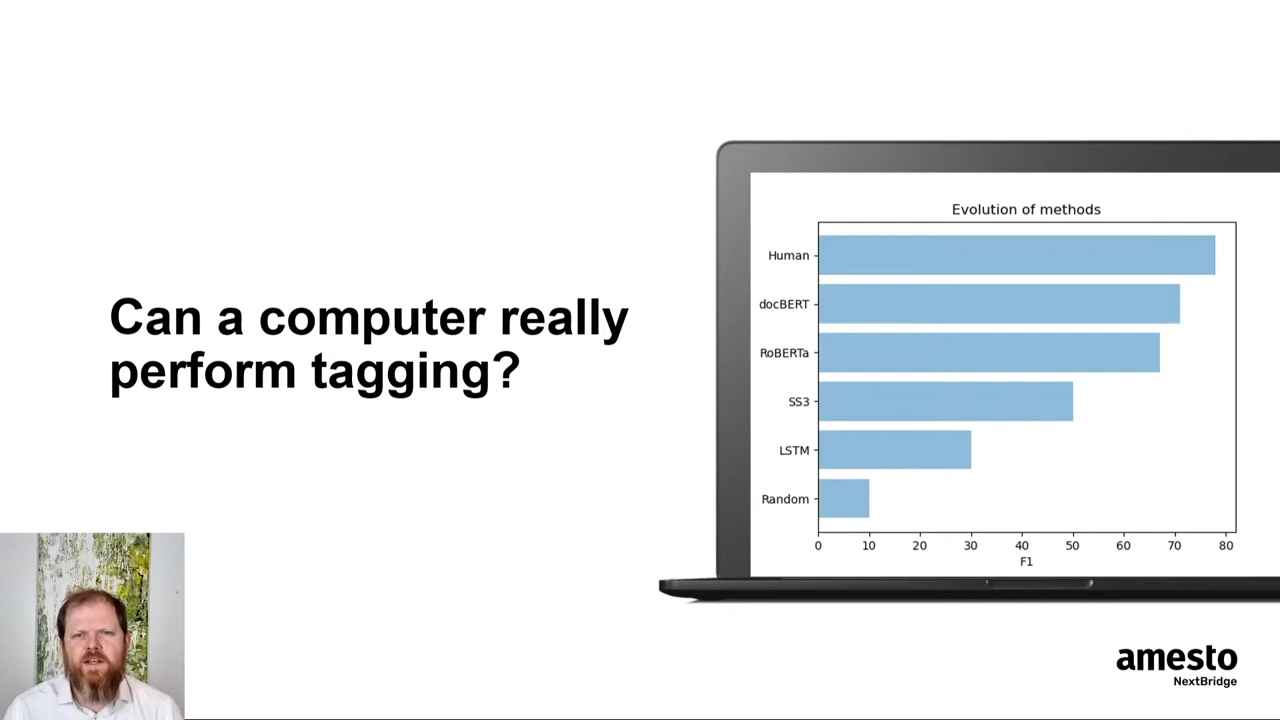 Can a computer really
perform tagging?
Evolution of methods
Human
docBERT
RoBERTa
SS3
LSTM
Random
0 10 20 30 40 50 60 70 80
F1
amesto
NextBridge